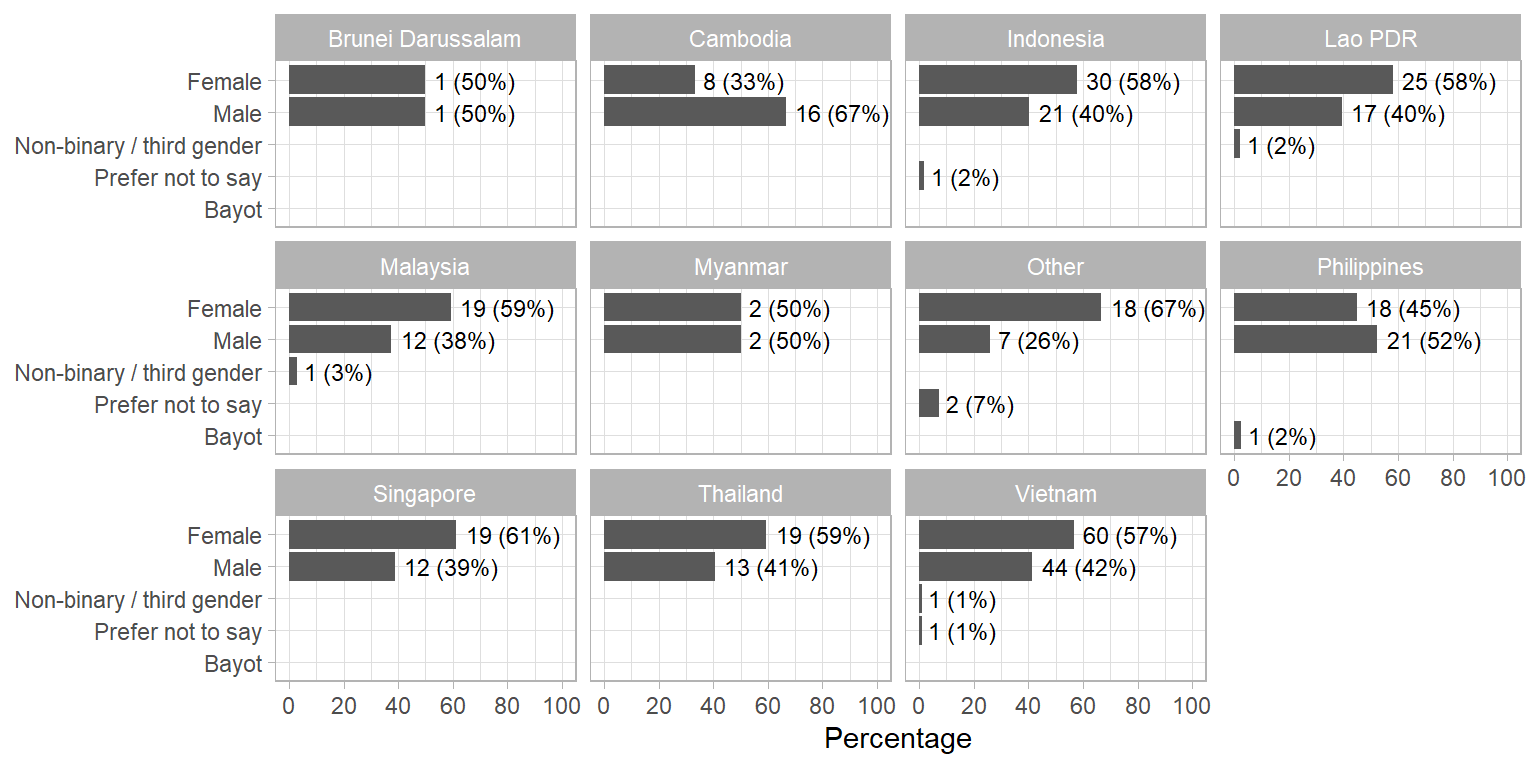 Brunei Darussalam Cambodia Indonesia Lao PDR
Female 1 (50%) 8 (33%) 30 (58%) 25 (58%)
Male 1 (50%) 16 (67%) 21 (40%) 17 (40%)
Non-binary / third gender 1 (2%)
Prefer not to say 1 (2%)
Bayot
Malaysia Myanmar Other Philippines
Female 19 (59%) 2 (50%) 18 (67%) 18 (45%)
Male 12 (38%) 2 (50%) 7 (26%) 21 (52%)
Non-binary / third gender 1 (3%)
Prefer not to say 2 (7%)
Bayot 1 (2%)
0 20 40 60 80 100
Singapore Thailand Vietnam
Female 19 (61%) 19 (59%) 60 (57%)
Male 12 (39%) 13 (41%) 44 (42%)
Non-binary / third gender 1 (1%)
Prefer not to say 1 (1%)
Bayot
0 20 40 60 80 100 0 20 40 60 80 100 0 20 40 60 80 100
Percentage